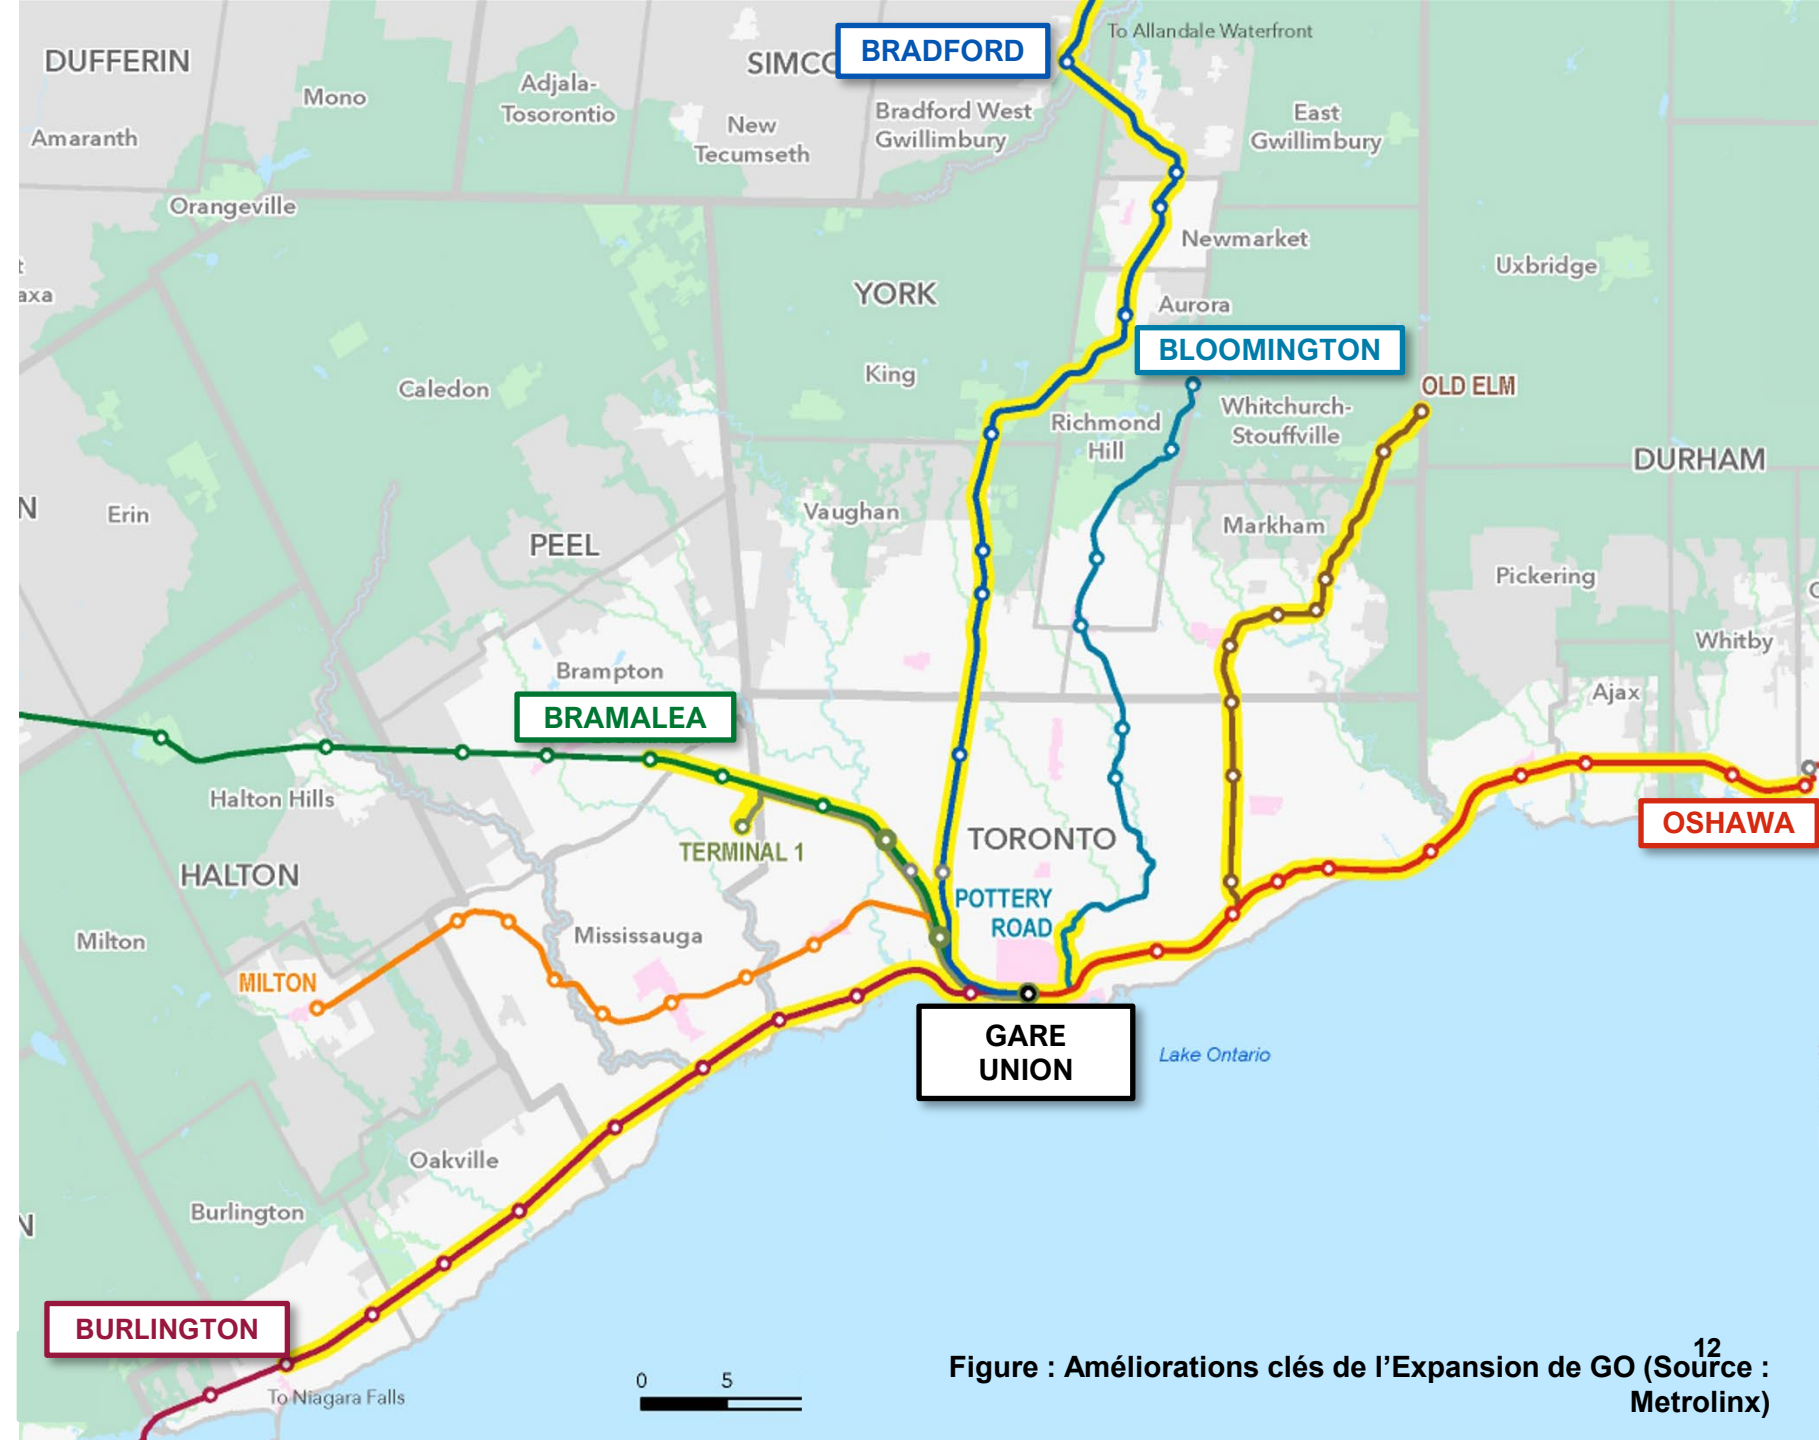 To Allandale Waterfront
BRADFORD
DUFFERIN
SIMCO
Mono
Adjala-
Tosorontio
Bradford West
Gwillimbury
East
Gwillimbury
Amaranth
New
Tecumseth
Orangeville
Newmarket
Uxbridge
t
axa
YORK
Aurora
BLOOMINGTON
King
Caledon
OLD ELM
Whitchurch-
Stouffville
Richmond
Hill
DURHAM
N
Erin
Vaughan
Markham
PEEL
Pickering
Whitby
Brampton
Ajax
BRAMALEA
Halton Hills
OSHAWA
TORONTO
TERMINAL 1
HALTON
POTTERY
ROAD
Milton
Mississauga
MILTON
GARE
UNION
Lake Ontario
Oakville
Burlington
N
BURLINGTON
To Niagara Falls
0 5
12
Figure : Améliorations clés de l’Expansion de GO (Source :
Metrolinx)